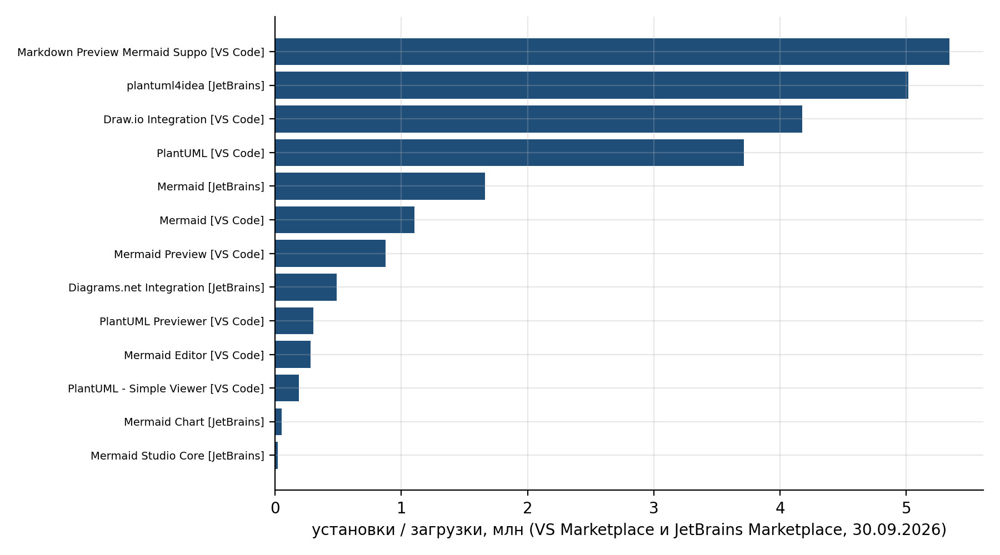 Markdown Preview Mermaid Suppo [VS Code]
plantuml4idea [JetBrains]
Draw.io Integration [VS Code]
PlantUML [VS Code]
Mermaid [JetBrains]
Mermaid [VS Code]
Mermaid Preview [VS Code]
Diagrams.net Integration [JetBrains]
PlantUML Previewer [VS Code]
Mermaid Editor [VS Code]
PlantUML - Simple Viewer [VS Code]
Mermaid Chart [JetBrains]
Mermaid Studio Core [JetBrains]
0 1 2 3 4 5
установки / загрузки, млн (VS Marketplace и JetBrains Marketplace, 30.09.2026)